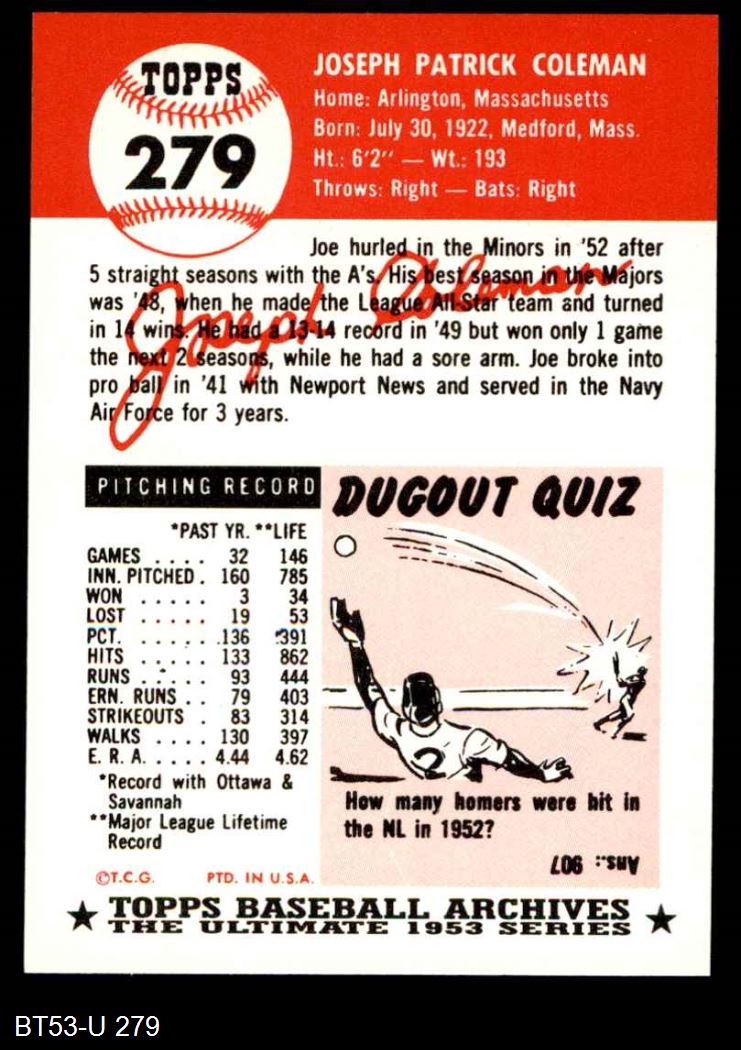 TOPPS
279
JOSEPH PATRICK COLEMAN
Home: Arlington, Massachusetts
Born: July 30, 1922, Medford, Mass.
Ht.: 6'2" — Wt.: 193
Throws: Right — Bats: Right
Joe hurled in the Minors in '52 after
5 straight seasons with the A's. His best season in the Majors
was '48, when he made the League All-Star team and turned
in 14 wins. He had a 13-14 record in '49 but won only 1 game
the next 2 seasons, while he had a sore arm. Joe broke into
pro ball in '41 with Newport News and served in the Navy
Air Force for 3 years.
Joseph Coleman
PITCHING RECORD
*PAST YR. **LIFE
GAMES .... 32 146
INN. PITCHED . 160 785
WON ..... 3 34
LOST ..... 19 53
PCT. ..... .136 .391
HITS ..... 133 862
RUNS ..... 93 444
ERN. RUNS .. 79 403
STRIKEOUTS . 83 314
WALKS .... 130 397
E. R. A. .... 4.44 4.62
*Record with Ottawa &
Savannah
**Major League Lifetime
Record
©T.C.G. PTD. IN U.S.A.
DUGOUT QUIZ
2
How many homers were hit in
the NL in 1952?
Ans.: 907
★ TOPPS BASEBALL ARCHIVES ★
THE ULTIMATE 1953 SERIES
BT53-U 279